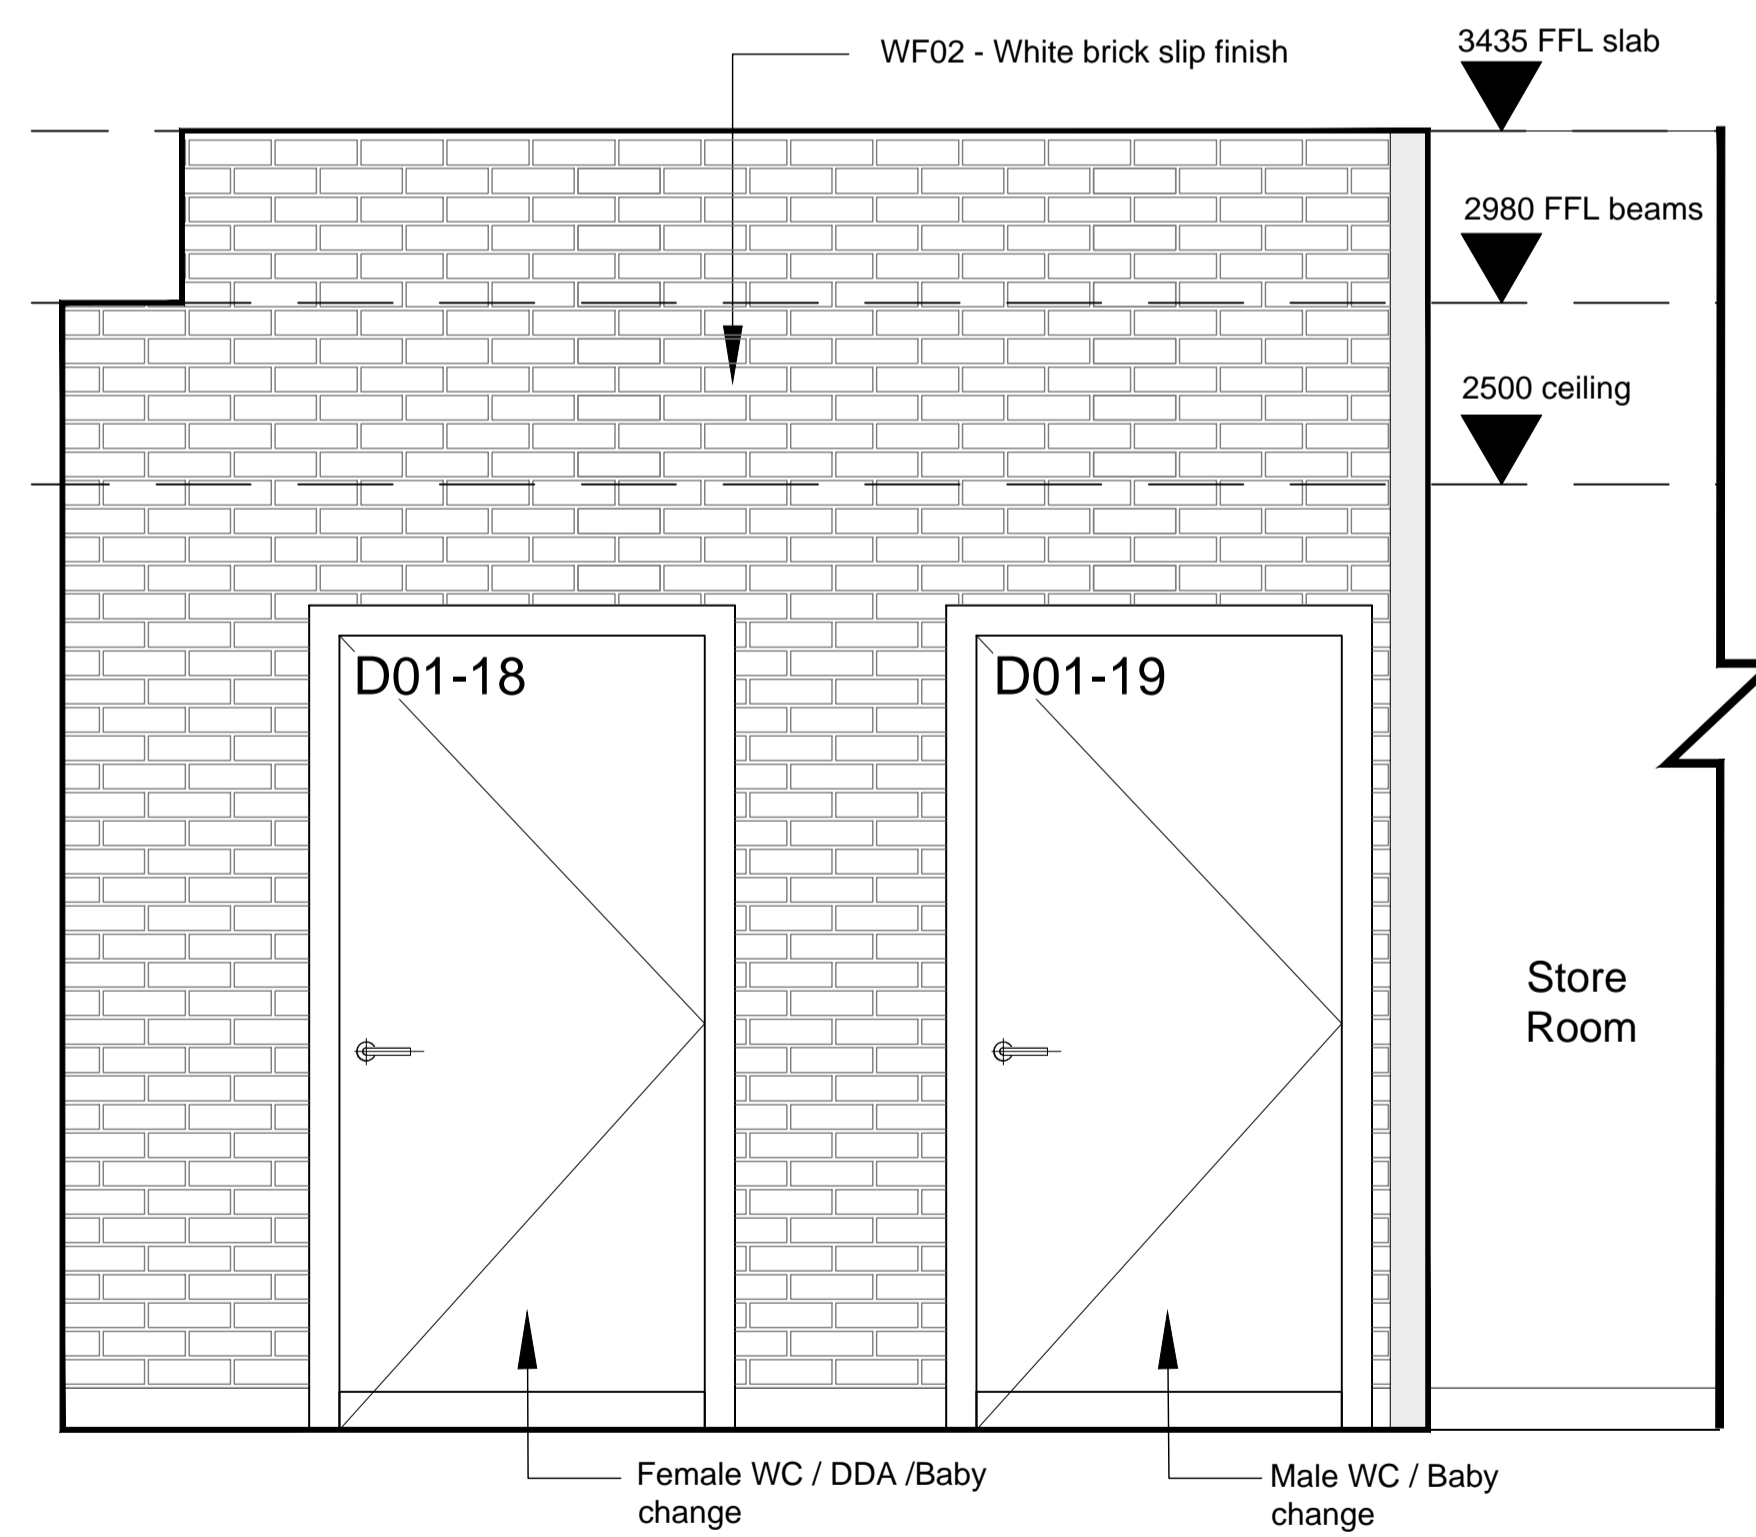 WF02 - White brick slip finish
3435 FFL slab
2980 FFL beams
2500 ceiling
D01-18
D01-19
Store
Room
Female WC / DDA /Baby
change
Male WC / Baby
change